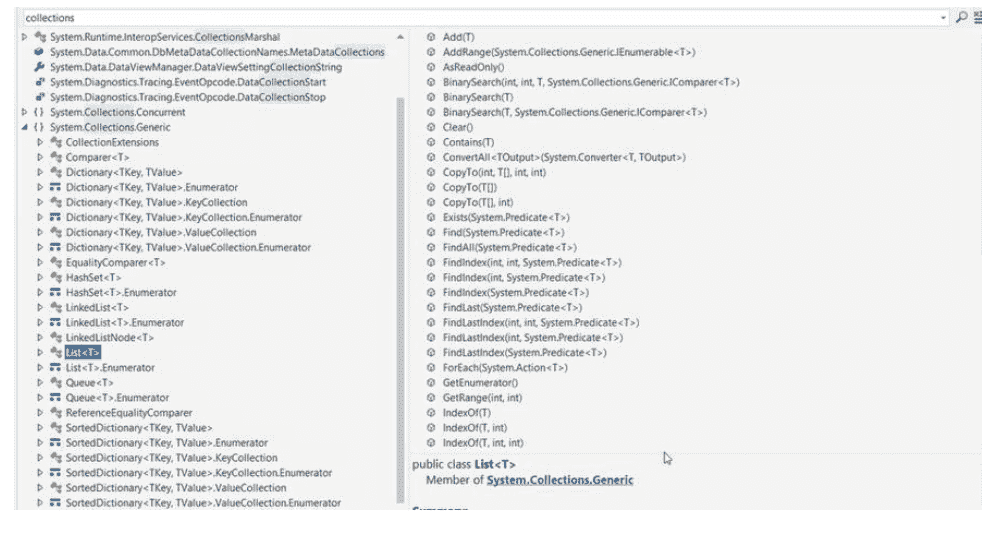 collections
System.Runtime.InteropServices.CollectionsMarshal
System.Data.Common.DbMetaDataCollectionNames.MetaDataCollections
System.Data.DataViewManager.DataViewSettingCollectionString
System.Diagnostics.Tracing.EventOpcode.DataCollectionStart
System.Diagnostics.Tracing.EventOpcode.DataCollectionStop
{ } System.Collections.Concurrent
{ } System.Collections.Generic
CollectionExtensions
Comparer<T>
Dictionary<TKey, TValue>
Dictionary<TKey, TValue>.Enumerator
Dictionary<TKey, TValue>.KeyCollection
Dictionary<TKey, TValue>.KeyCollection.Enumerator
Dictionary<TKey, TValue>.ValueCollection
Dictionary<TKey, TValue>.ValueCollection.Enumerator
EqualityComparer<T>
HashSet<T>
HashSet<T>.Enumerator
LinkedList<T>
LinkedList<T>.Enumerator
LinkedListNode<T>
List<T>
List<T>.Enumerator
Queue<T>
Queue<T>.Enumerator
ReferenceEqualityComparer
SortedDictionary<TKey, TValue>
SortedDictionary<TKey, TValue>.Enumerator
SortedDictionary<TKey, TValue>.KeyCollection
SortedDictionary<TKey, TValue>.KeyCollection.Enumerator
SortedDictionary<TKey, TValue>.ValueCollection
SortedDictionary<TKey, TValue>.ValueCollection.Enumerator
Add(T)
AddRange(System.Collections.Generic.IEnumerable<T>)
AsReadOnly()
BinarySearch(int, int, T, System.Collections.Generic.IComparer<T>)
BinarySearch(T)
BinarySearch(T, System.Collections.Generic.IComparer<T>)
Clear()
Contains(T)
ConvertAll<TOutput>(System.Converter<T, TOutput>)
CopyTo(int, T[], int, int)
CopyTo(T[])
CopyTo(T[], int)
Exists(System.Predicate<T>)
Find(System.Predicate<T>)
FindAll(System.Predicate<T>)
FindIndex(int, int, System.Predicate<T>)
FindIndex(int, System.Predicate<T>)
FindIndex(System.Predicate<T>)
FindLast(System.Predicate<T>)
FindLastIndex(int, int, System.Predicate<T>)
FindLastIndex(int, System.Predicate<T>)
FindLastIndex(System.Predicate<T>)
ForEach(System.Action<T>)
GetEnumerator()
GetRange(int, int)
IndexOf(T)
IndexOf(T, int)
IndexOf(T, int, int)
public class List<T>
Member of System.Collections.Generic